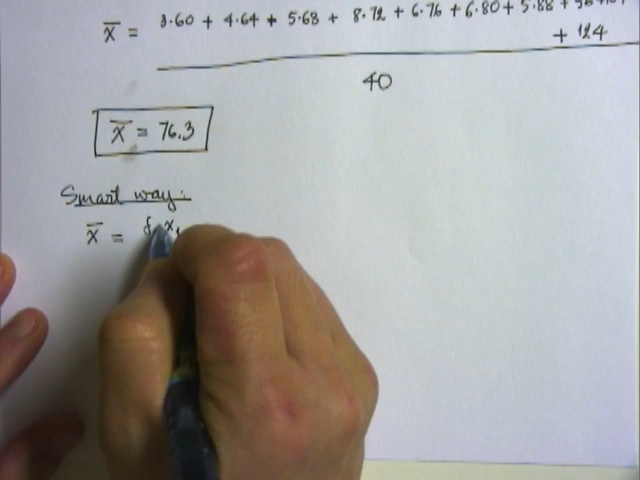 x̄ = 3·60 + 4·64 + 5·68 + 8·72 + 6·76 + 6·80 + 5·88 +
+ 124
40
x̄ = 76.3
Smart way:
x̄ = f x₁